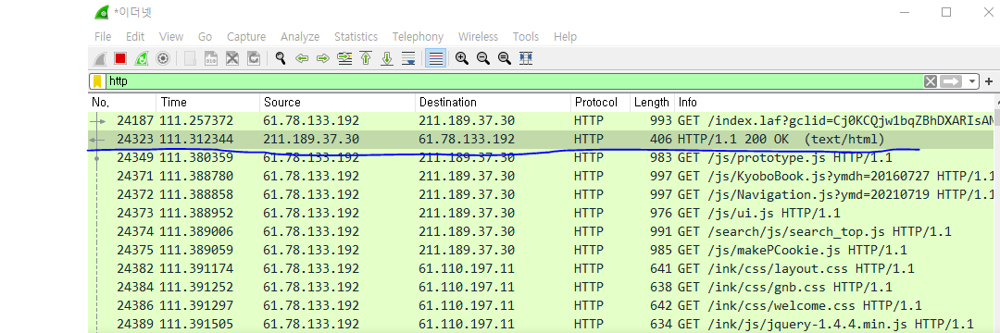 *이더넷
File Edit View Go Capture Analyze Statistics Telephony Wireless Tools Help
http
No. Time Source Destination Protocol Length Info
24187 111.257372 61.78.133.192 211.189.37.30 HTTP 993 GET /index.laf?gclid=Cj0KCQjw1bqZBhDXARIsAN
24323 111.312344 211.189.37.30 61.78.133.192 HTTP 406 HTTP/1.1 200 OK (text/html)
24349 111.380359 61.78.133.192 211.189.37.30 HTTP 983 GET /js/prototype.js HTTP/1.1
24371 111.388780 61.78.133.192 211.189.37.30 HTTP 997 GET /js/KyoboBook.js?ymdh=20160727 HTTP/1.1
24372 111.388858 61.78.133.192 211.189.37.30 HTTP 997 GET /js/Navigation.js?ymd=20210719 HTTP/1.1
24373 111.388952 61.78.133.192 211.189.37.30 HTTP 976 GET /js/ui.js HTTP/1.1
24374 111.389006 61.78.133.192 211.189.37.30 HTTP 991 GET /search/js/search_top.js HTTP/1.1
24375 111.389059 61.78.133.192 211.189.37.30 HTTP 985 GET /js/makePCookie.js HTTP/1.1
24382 111.391174 61.78.133.192 61.110.197.11 HTTP 641 GET /ink/css/layout.css HTTP/1.1
24384 111.391252 61.78.133.192 61.110.197.11 HTTP 638 GET /ink/css/gnb.css HTTP/1.1
24386 111.391297 61.78.133.192 61.110.197.11 HTTP 642 GET /ink/css/welcome.css HTTP/1.1
24389 111.391505 61.78.133.192 61.110.197.11 HTTP 634 GET /ink/js/jquery-1.4.4.min.js HTTP/1.1